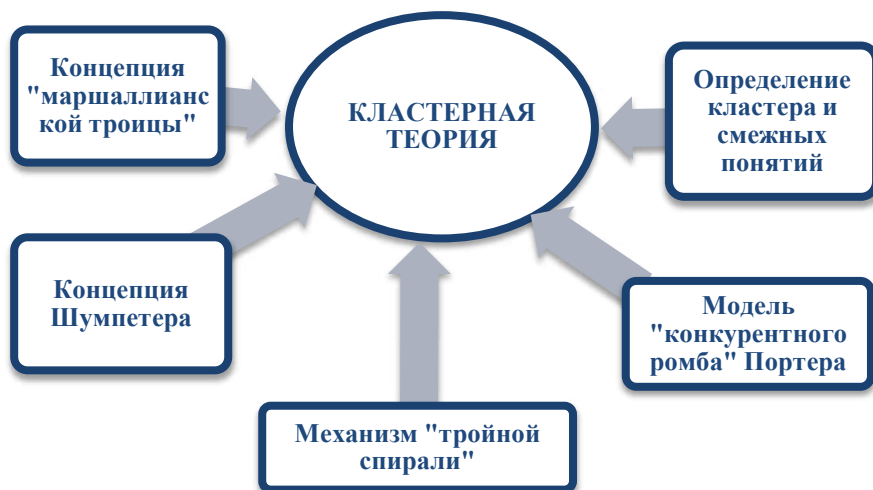 Концепция
"маршаллианс
кой троицы"
КЛАСТЕРНАЯ
ТЕОРИЯ
Определение
кластера и
смежных
понятий
Концепция
Шумпетера
Модель
"конкурентного
ромба" Портера
Механизм "тройной
спирали"